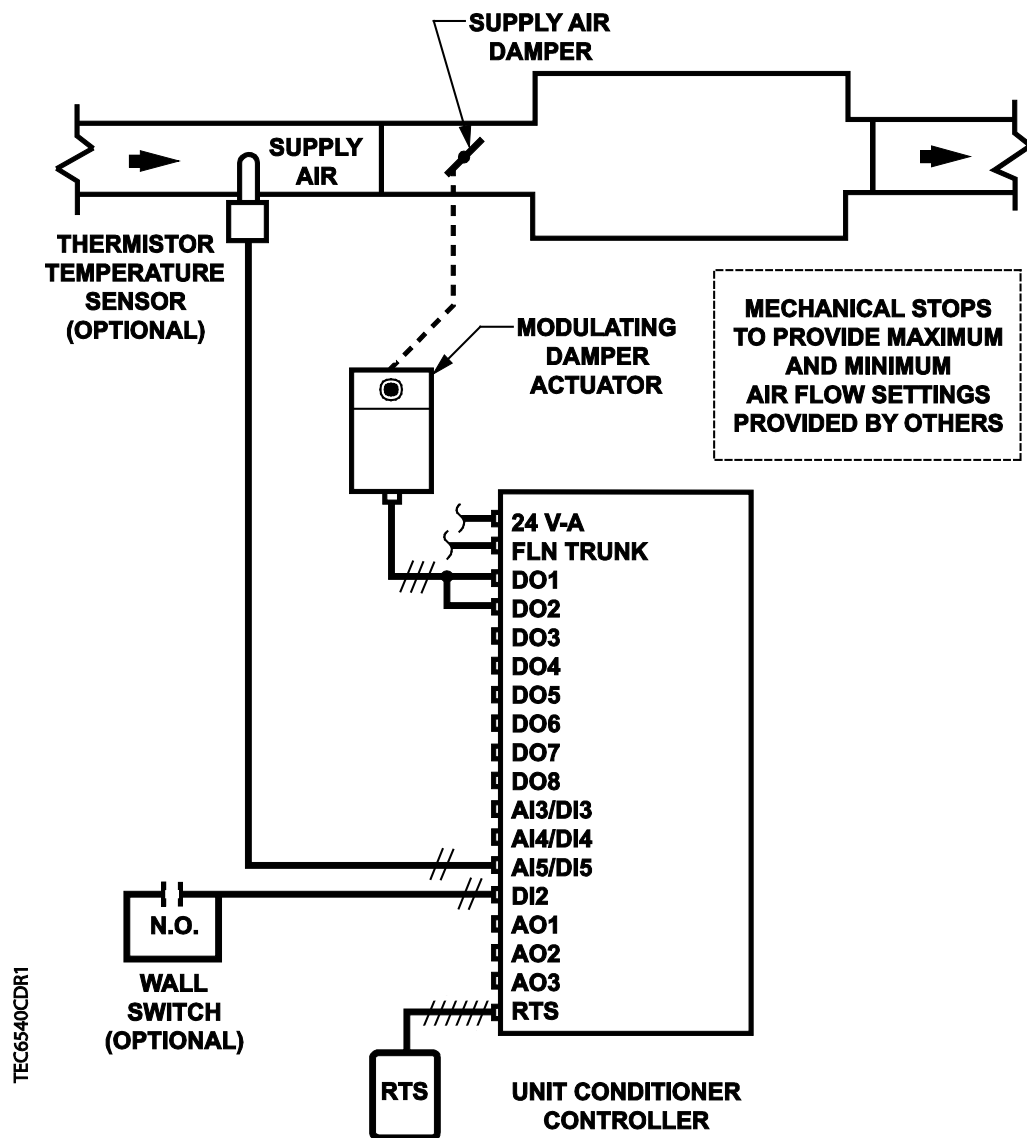 SUPPLY AIR
DAMPER
SUPPLY
AIR
THERMISTOR
TEMPERATURE
SENSOR
(OPTIONAL)
MODULATING
DAMPER
ACTUATOR
MECHANICAL STOPS
TO PROVIDE MAXIMUM
AND MINIMUM
AIR FLOW SETTINGS
PROVIDED BY OTHERS
24 V-A
FLN TRUNK
DO1
DO2
DO3
DO4
DO5
DO6
DO7
DO8
AI3/DI3
AI4/DI4
AI5/DI5
DI2
AO1
AO2
AO3
RTS
N.O.
WALL
SWITCH
(OPTIONAL)
RTS
UNIT CONDITIONER
CONTROLLER
TEC6540CDR1